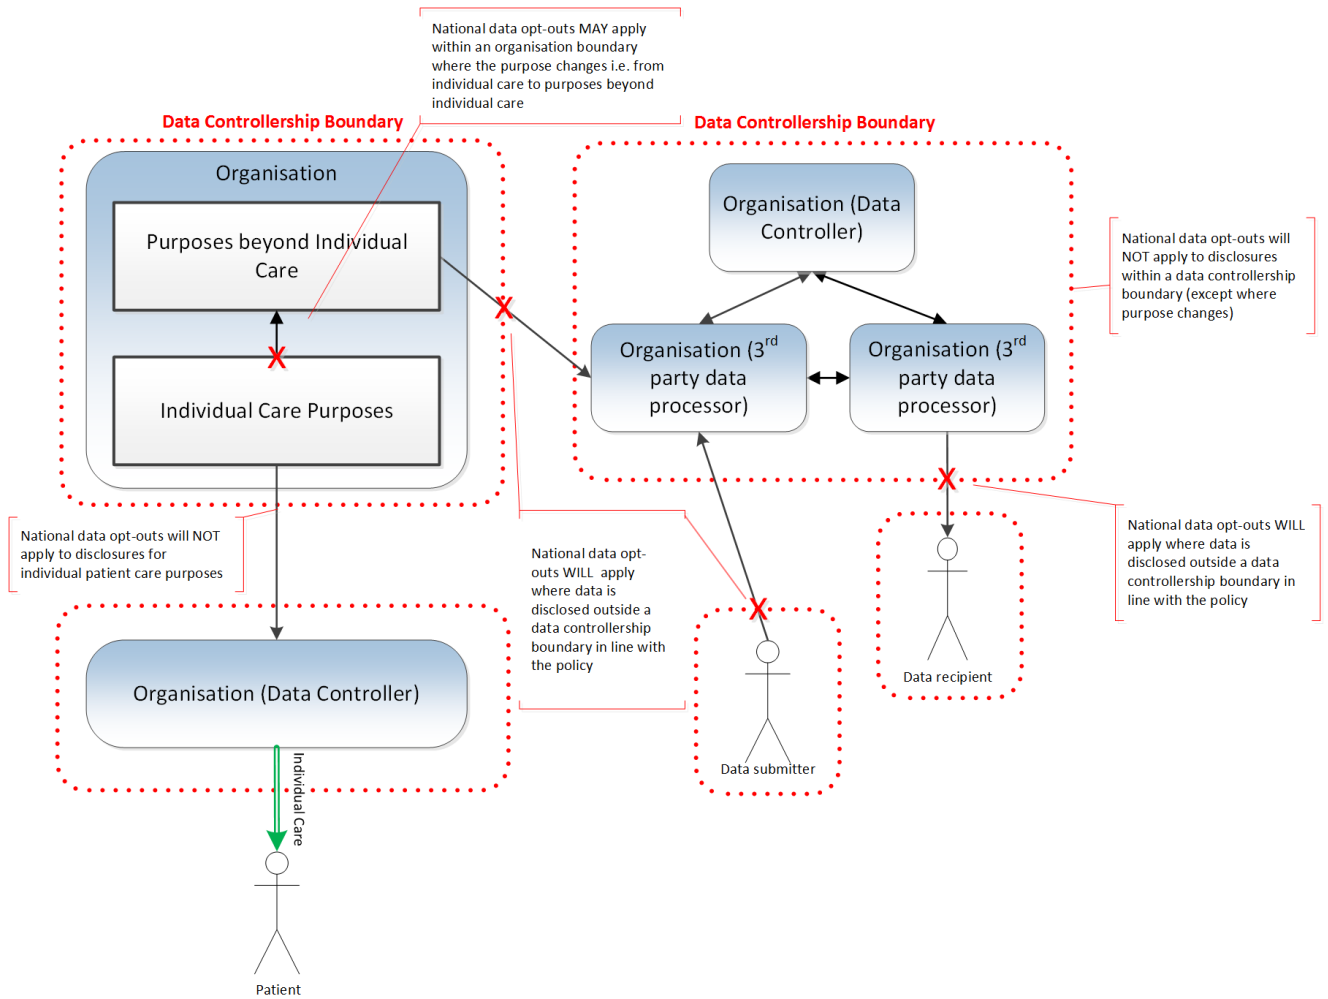 National data opt-outs MAY apply
within an organisation boundary
where the purpose changes i.e. from
individual care to purposes beyond
individual care
Data Controllership Boundary
Data Controllership Boundary
Organisation
Purposes beyond Individual
Care
Individual Care Purposes
Organisation (Data
Controller)
Organisation (3rd
party data
processor)
Organisation (3rd
party data
processor)
National data opt-outs will
NOT apply to disclosures
within a data controllership
boundary (except where
purpose changes)
National data opt-outs will NOT
apply to disclosures for
individual patient care purposes
National data opt-
outs WILL  apply
where data is
disclosed outside a
data controllership
boundary in line with
the policy
National data opt-outs WILL
apply where data is
disclosed outside a data
controllership boundary in
line with the policy
Data recipient
Organisation (Data Controller)
Data submitter
Individual Care
Patient